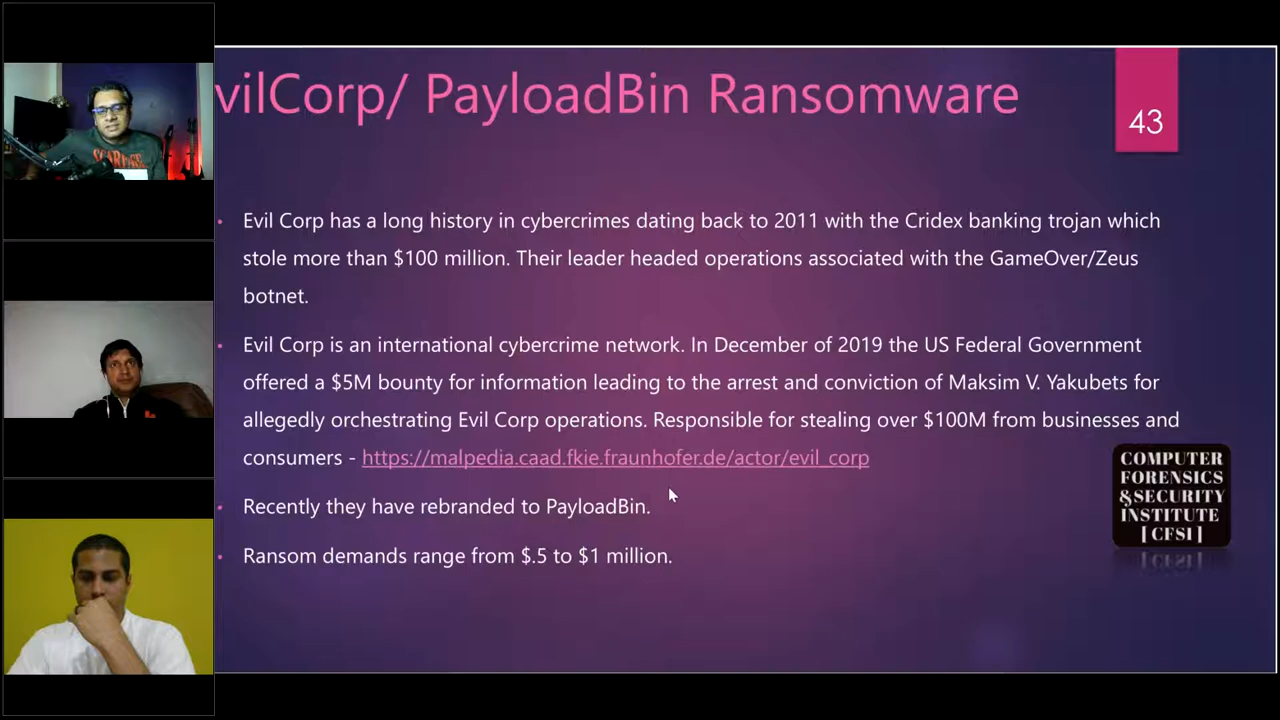 vilCorp/ PayloadBin Ransomware
43
• Evil Corp has a long history in cybercrimes dating back to 2011 with the Cridex banking trojan which
stole more than $100 million. Their leader headed operations associated with the GameOver/Zeus
botnet.
• Evil Corp is an international cybercrime network. In December of 2019 the US Federal Government
offered a $5M bounty for information leading to the arrest and conviction of Maksim V. Yakubets for
allegedly orchestrating Evil Corp operations. Responsible for stealing over $100M from businesses and
consumers - https://malpedia.caad.fkie.fraunhofer.de/actor/evil_corp
• Recently they have rebranded to PayloadBin.
• Ransom demands range from $.5 to $1 million.
COMPUTER
FORENSICS
&SECURITY
INSTITUTE
[ CFSI ]